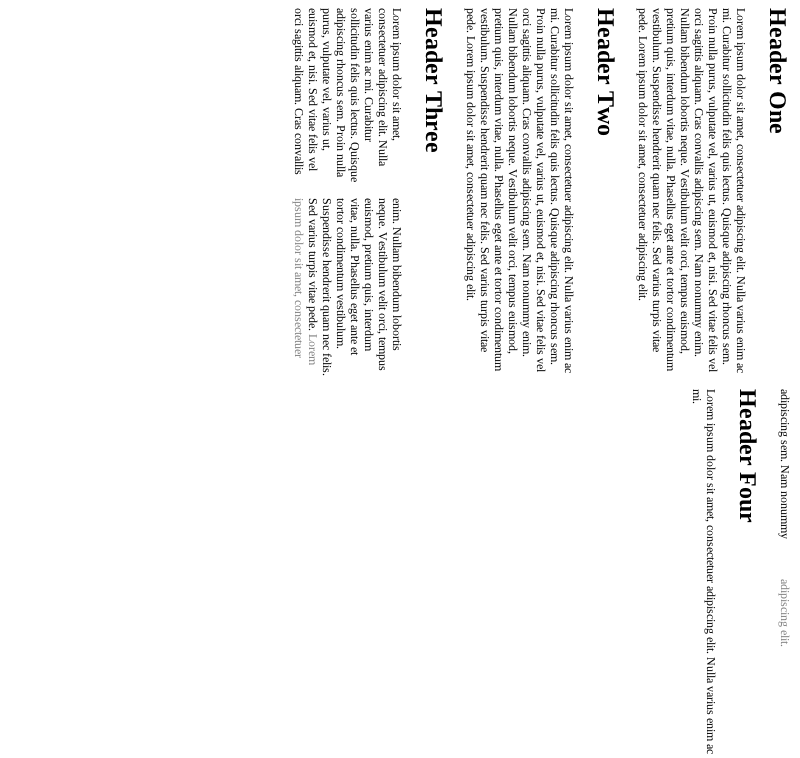 Header One
Lorem ipsum dolor sit amet, consectetuer adipiscing elit. Nulla varius enim ac
mi. Curabitur sollicitudin felis quis lectus. Quisque adipiscing rhoncus sem.
Proin nulla purus, vulputate vel, varius ut, euismod et, nisi. Sed vitae felis vel
orci sagittis aliquam. Cras convallis adipiscing sem. Nam nonummy enim.
Nullam bibendum lobortis neque. Vestibulum velit orci, tempus euismod,
pretium quis, interdum vitae, nulla. Phasellus eget ante et tortor condimentum
vestibulum. Suspendisse hendrerit quam nec felis. Sed varius turpis vitae
pede. Lorem ipsum dolor sit amet, consectetuer adipiscing elit.
Header Two
Lorem ipsum dolor sit amet, consectetuer adipiscing elit. Nulla varius enim ac
mi. Curabitur sollicitudin felis quis lectus. Quisque adipiscing rhoncus sem.
Proin nulla purus, vulputate vel, varius ut, euismod et, nisi. Sed vitae felis vel
orci sagittis aliquam. Cras convallis adipiscing sem. Nam nonummy enim.
Nullam bibendum lobortis neque. Vestibulum velit orci, tempus euismod,
pretium quis, interdum vitae, nulla. Phasellus eget ante et tortor condimentum
vestibulum. Suspendisse hendrerit quam nec felis. Sed varius turpis vitae
pede. Lorem ipsum dolor sit amet, consectetuer adipiscing elit.
Header Three
Lorem ipsum dolor sit amet,
consectetuer adipiscing elit. Nulla
varius enim ac mi. Curabitur
sollicitudin felis quis lectus. Quisque
adipiscing rhoncus sem. Proin nulla
purus, vulputate vel, varius ut,
euismod et, nisi. Sed vitae felis vel
orci sagittis aliquam. Cras convallis
enim. Nullam bibendum lobortis
neque. Vestibulum velit orci, tempus
euismod, pretium quis, interdum
vitae, nulla. Phasellus eget ante et
tortor condimentum vestibulum.
Suspendisse hendrerit quam nec felis.
Sed varius turpis vitae pede. Lorem
ipsum dolor sit amet, consectetuer
adipiscing sem. Nam nonummy
adipiscing elit.
Header Four
Lorem ipsum dolor sit amet, consectetuer adipiscing elit. Nulla varius enim ac
mi.